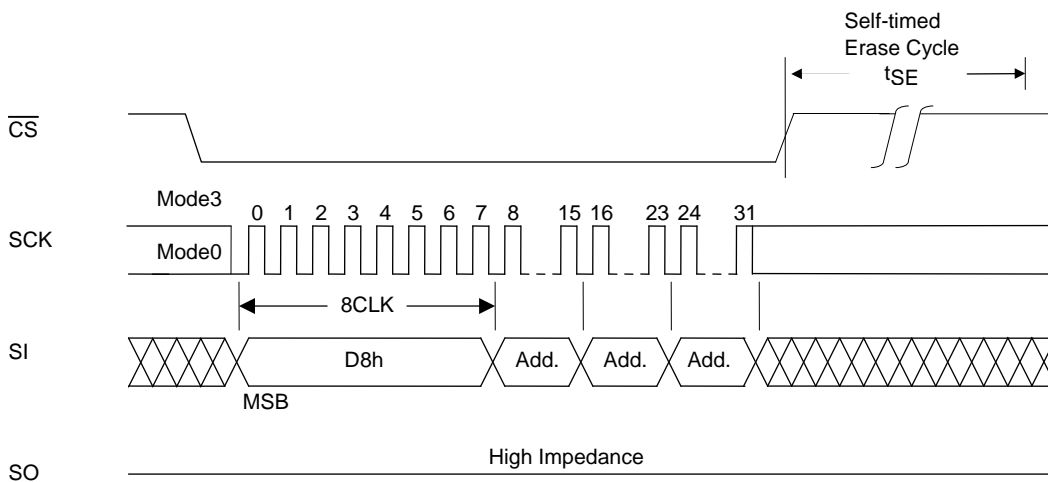 Self-timed
Erase Cycle
tSE
CS
Mode3
0 1 2 3 4 5 6 7 8 15 16 23 24 31
SCK
Mode0
8CLK
SI
D8h Add. Add. Add.
MSB
High Impedance
SO